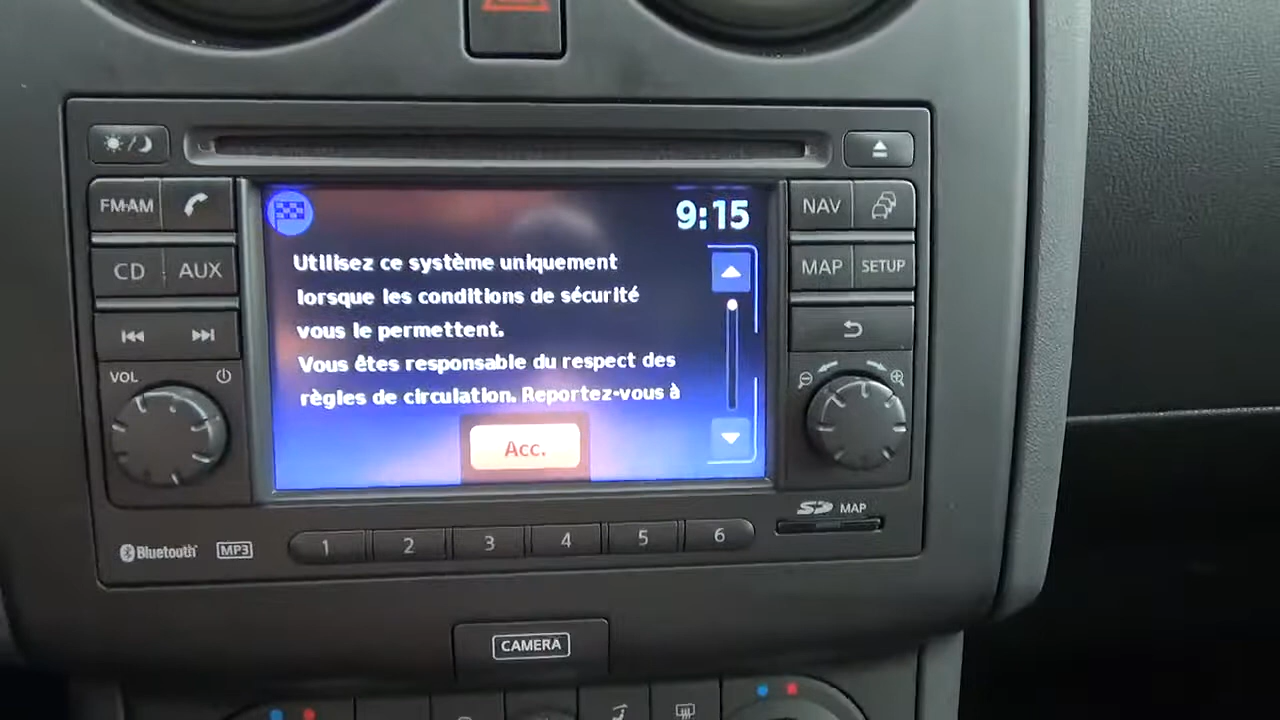 FM·AM
CD AUX
VOL
9:15
Utilisez ce système uniquement
lorsque les conditions de sécurité
vous le permettent.
Vous êtes responsable du respect des
règles de circulation. Reportez-vous à
Acc.
NAV
MAP SETUP
Bluetooth MP3
1 2 3 4 5 6
SD MAP
CAMERA